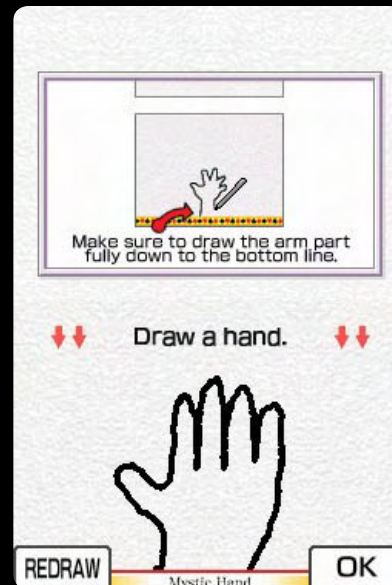 Make sure to draw the arm part
fully down to the bottom line.
Draw a hand.
REDRAW
Mystic Hand
OK